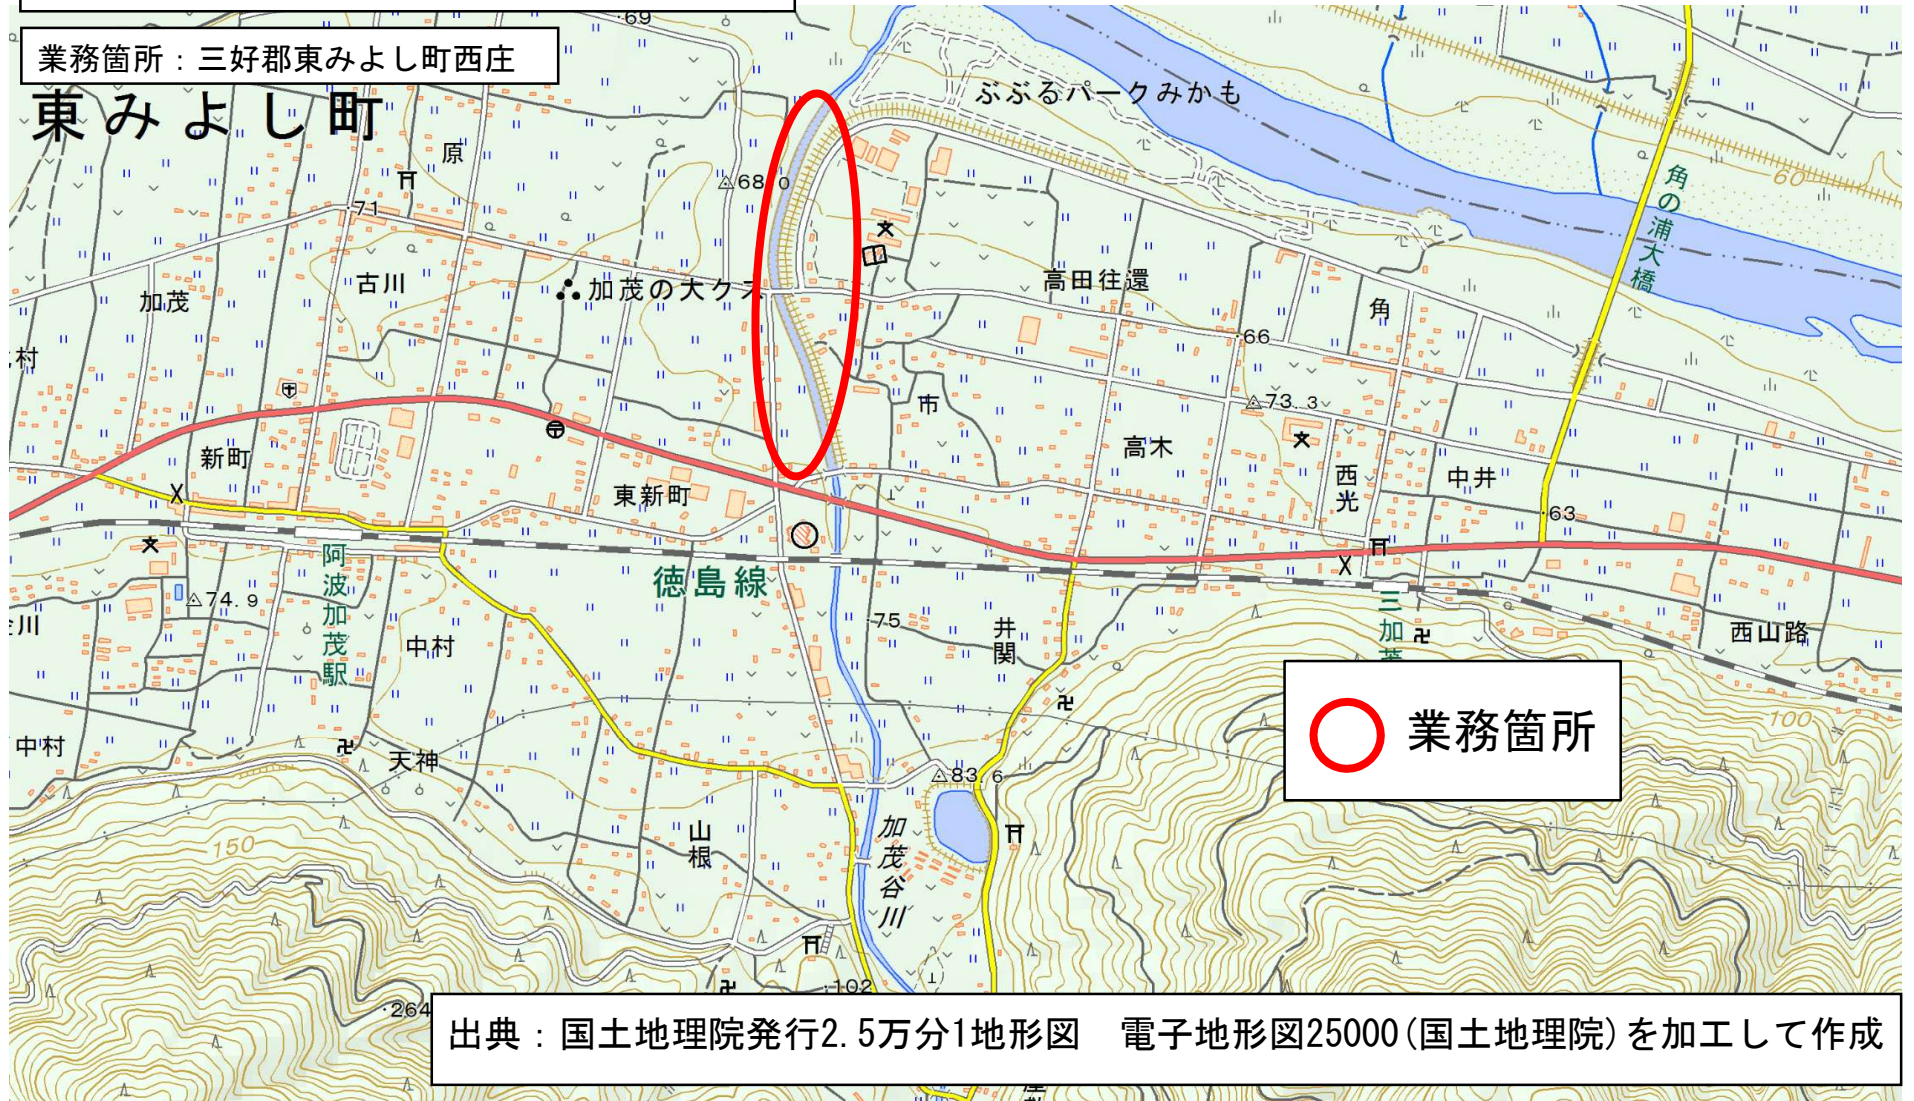 69
業務箇所：三好郡東みよし町西庄
東みよし町
ぶぶるパークみかも
原
68.0
71
60
角の浦大橋
古川
加茂の大クス
高田往還
加茂
角
66
村
市
73.3
新町
高木
西光
中井
東新町
63
阿波加茂駅
徳島線
74.9
三加茂
川
中村
75
井関
西山路
100
業務箇所
中村
天神
83.6
150
山根
加茂谷川
102
264
出典：国土地理院発行2.5万分1地形図　電子地形図25000(国土地理院)を加工して作成